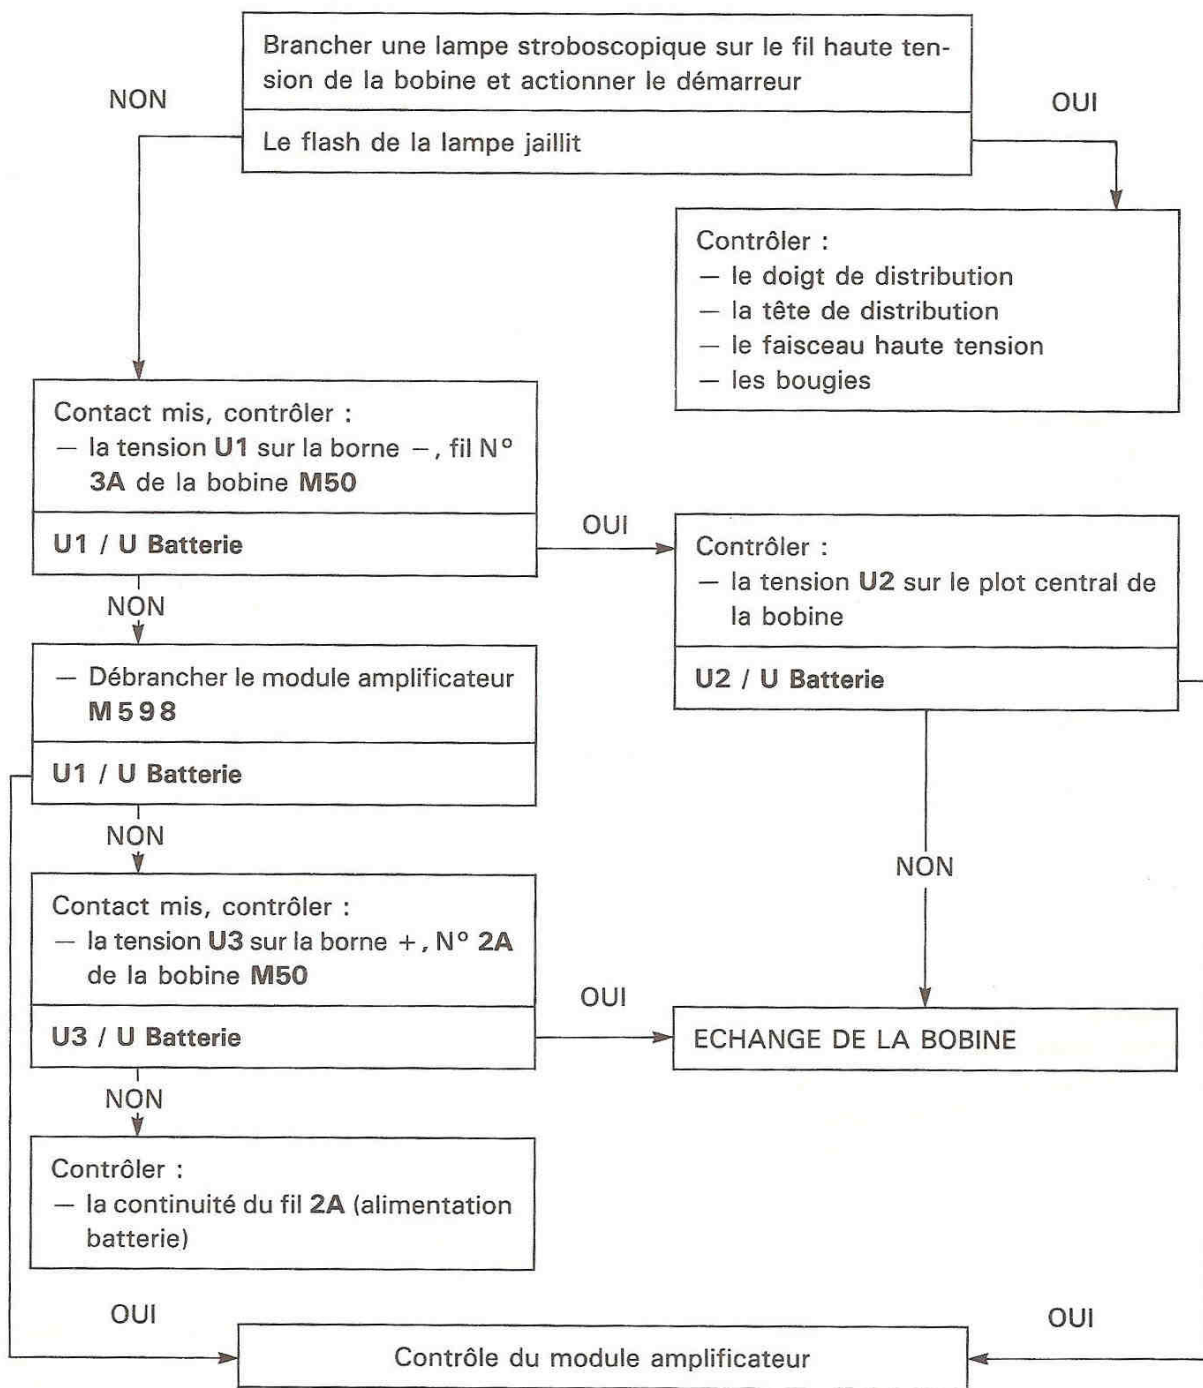 Brancher une lampe stroboscopique sur le fil haute ten-
sion de la bobine et actionner le démarreur
NON
OUI
Le flash de la lampe jaillit
Contrôler :
— le doigt de distribution
— la tête de distribution
— le faisceau haute tension
— les bougies
Contact mis, contrôler :
— la tension U1 sur la borne −, fil N°
3A de la bobine M50
U1 / U Batterie
OUI
Contrôler :
— la tension U2 sur le plot central de
la bobine
U2 / U Batterie
NON
— Débrancher le module amplificateur
M598
U1 / U Batterie
NON
NON
Contact mis, contrôler :
— la tension U3 sur la borne +, N° 2A
de la bobine M50
U3 / U Batterie
OUI
ECHANGE DE LA BOBINE
NON
Contrôler :
— la continuité du fil 2A (alimentation
batterie)
OUI
OUI
Contrôle du module amplificateur